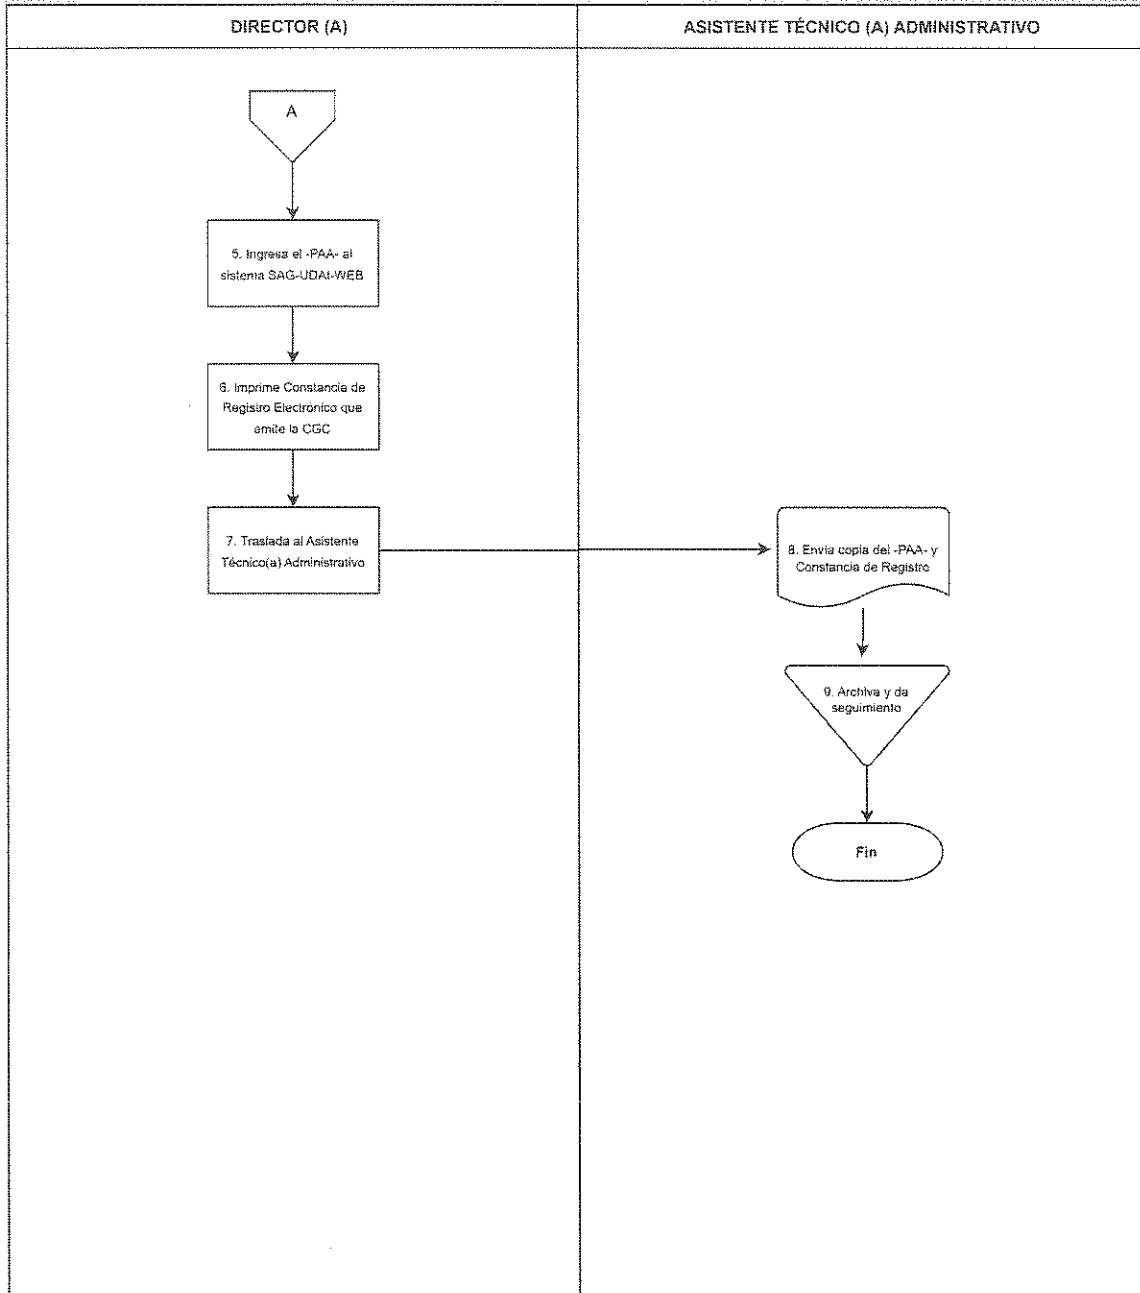 DIRECTOR (A)
ASISTENTE TÉCNICO (A) ADMINISTRATIVO
A
5. Ingresa el -PAA- al
sistema SAG-UDAI-WEB
6. Imprime Constancia de
Registro Electrónico que
emite la CGC
7. Traslada al Asistente
Técnico(a) Administrativo
8. Envía copia del -PAA- y
Constancia de Registro
9. Archiva y da
seguimiento
Fin